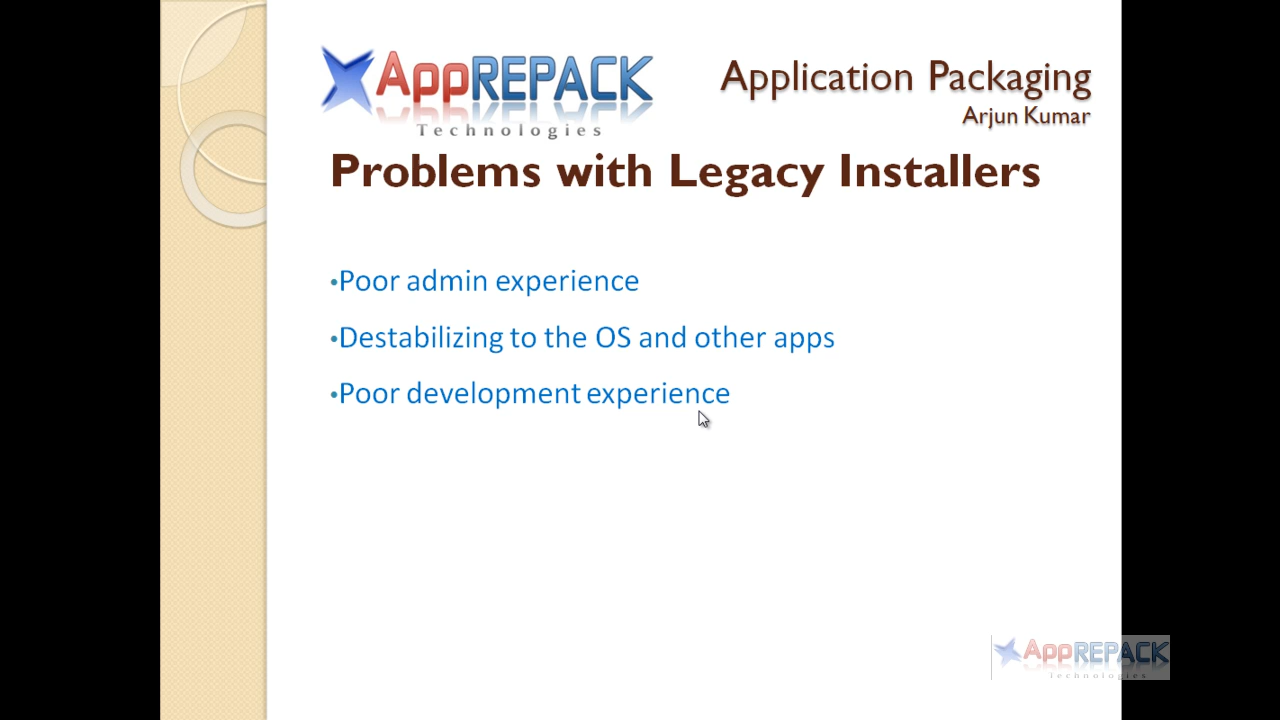 AppREPACK
Technologies
Application Packaging
Arjun Kumar
Problems with Legacy Installers
•Poor admin experience
•Destabilizing to the OS and other apps
•Poor development experience
AppREPACK
Technologies